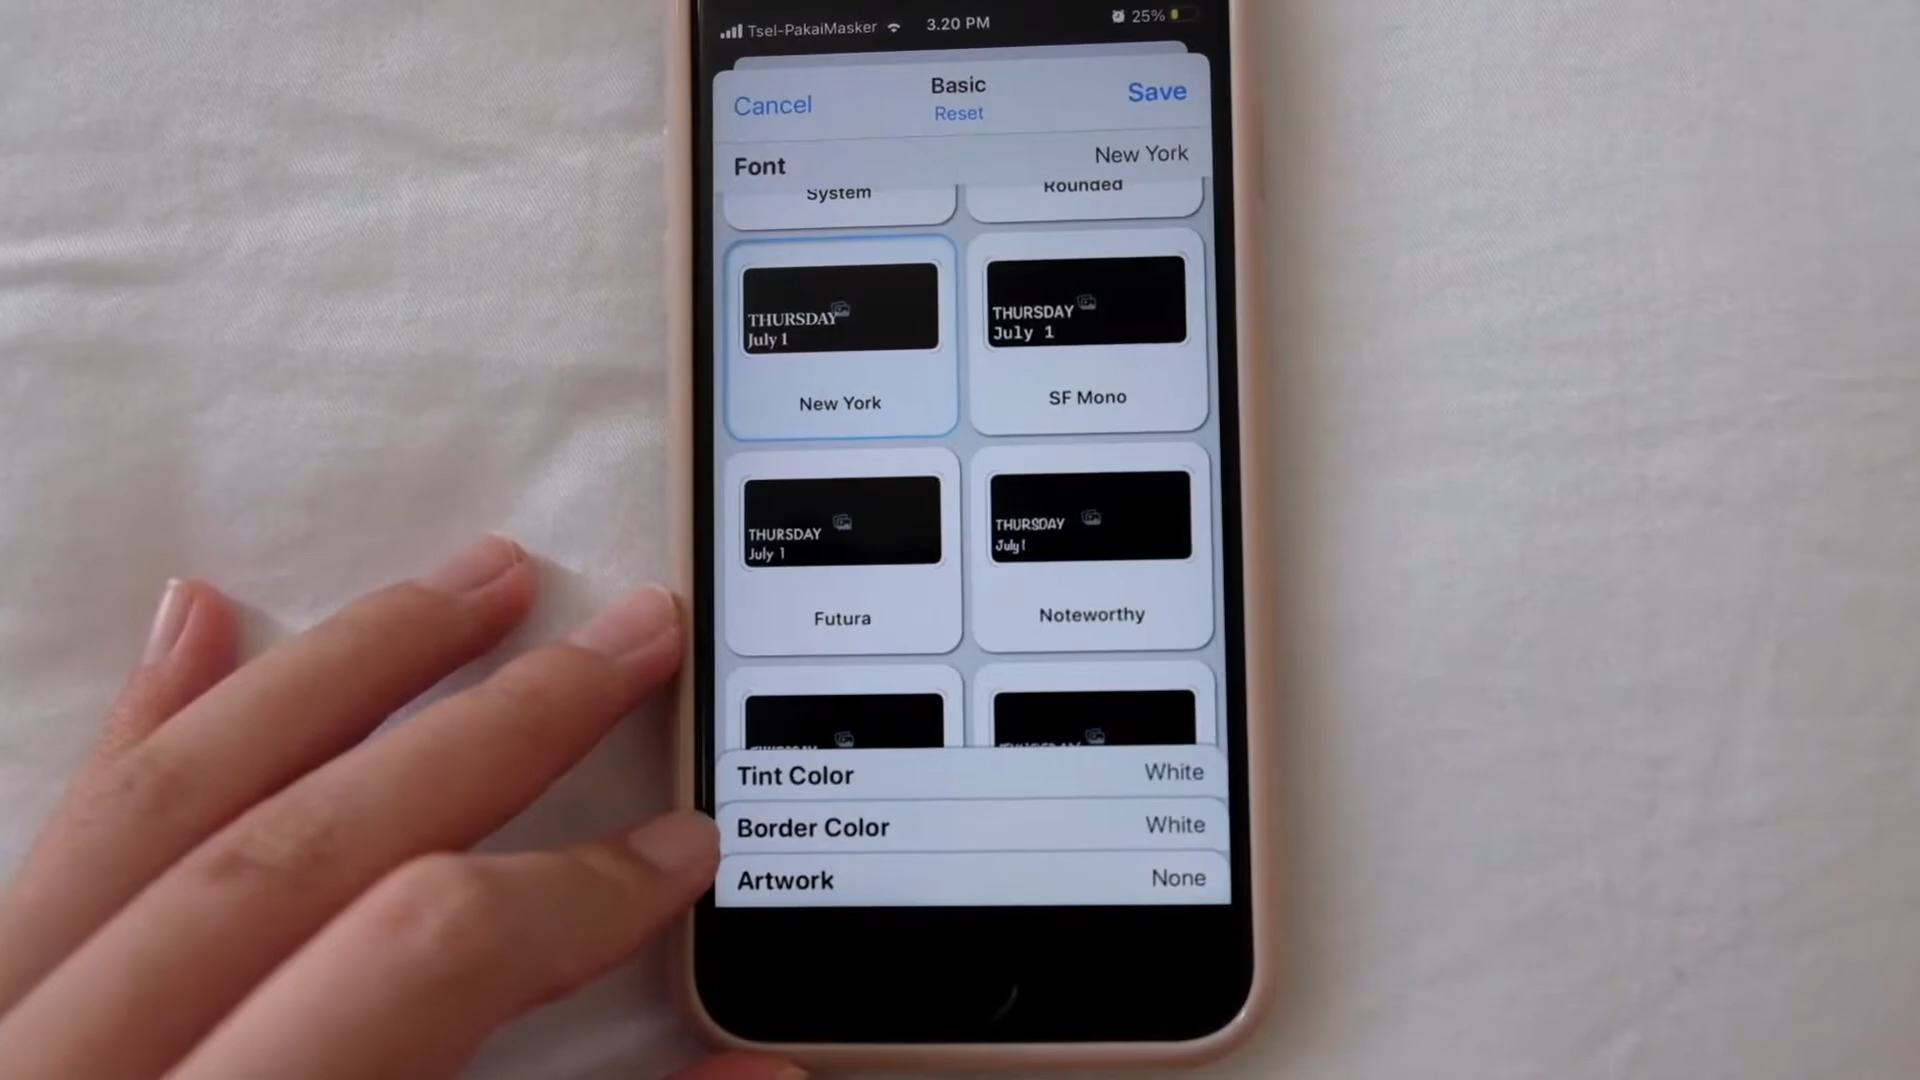 Tsel-PakaiMasker 3.20 PM 25%
Cancel Basic Save
Reset
Font New York
System Rounded
THURSDAY
July 1
New York
THURSDAY
July 1
SF Mono
THURSDAY
July 1
Futura
THURSDAY
July 1
Noteworthy
THURSDAY
Tint Color White
Border Color White
Artwork None